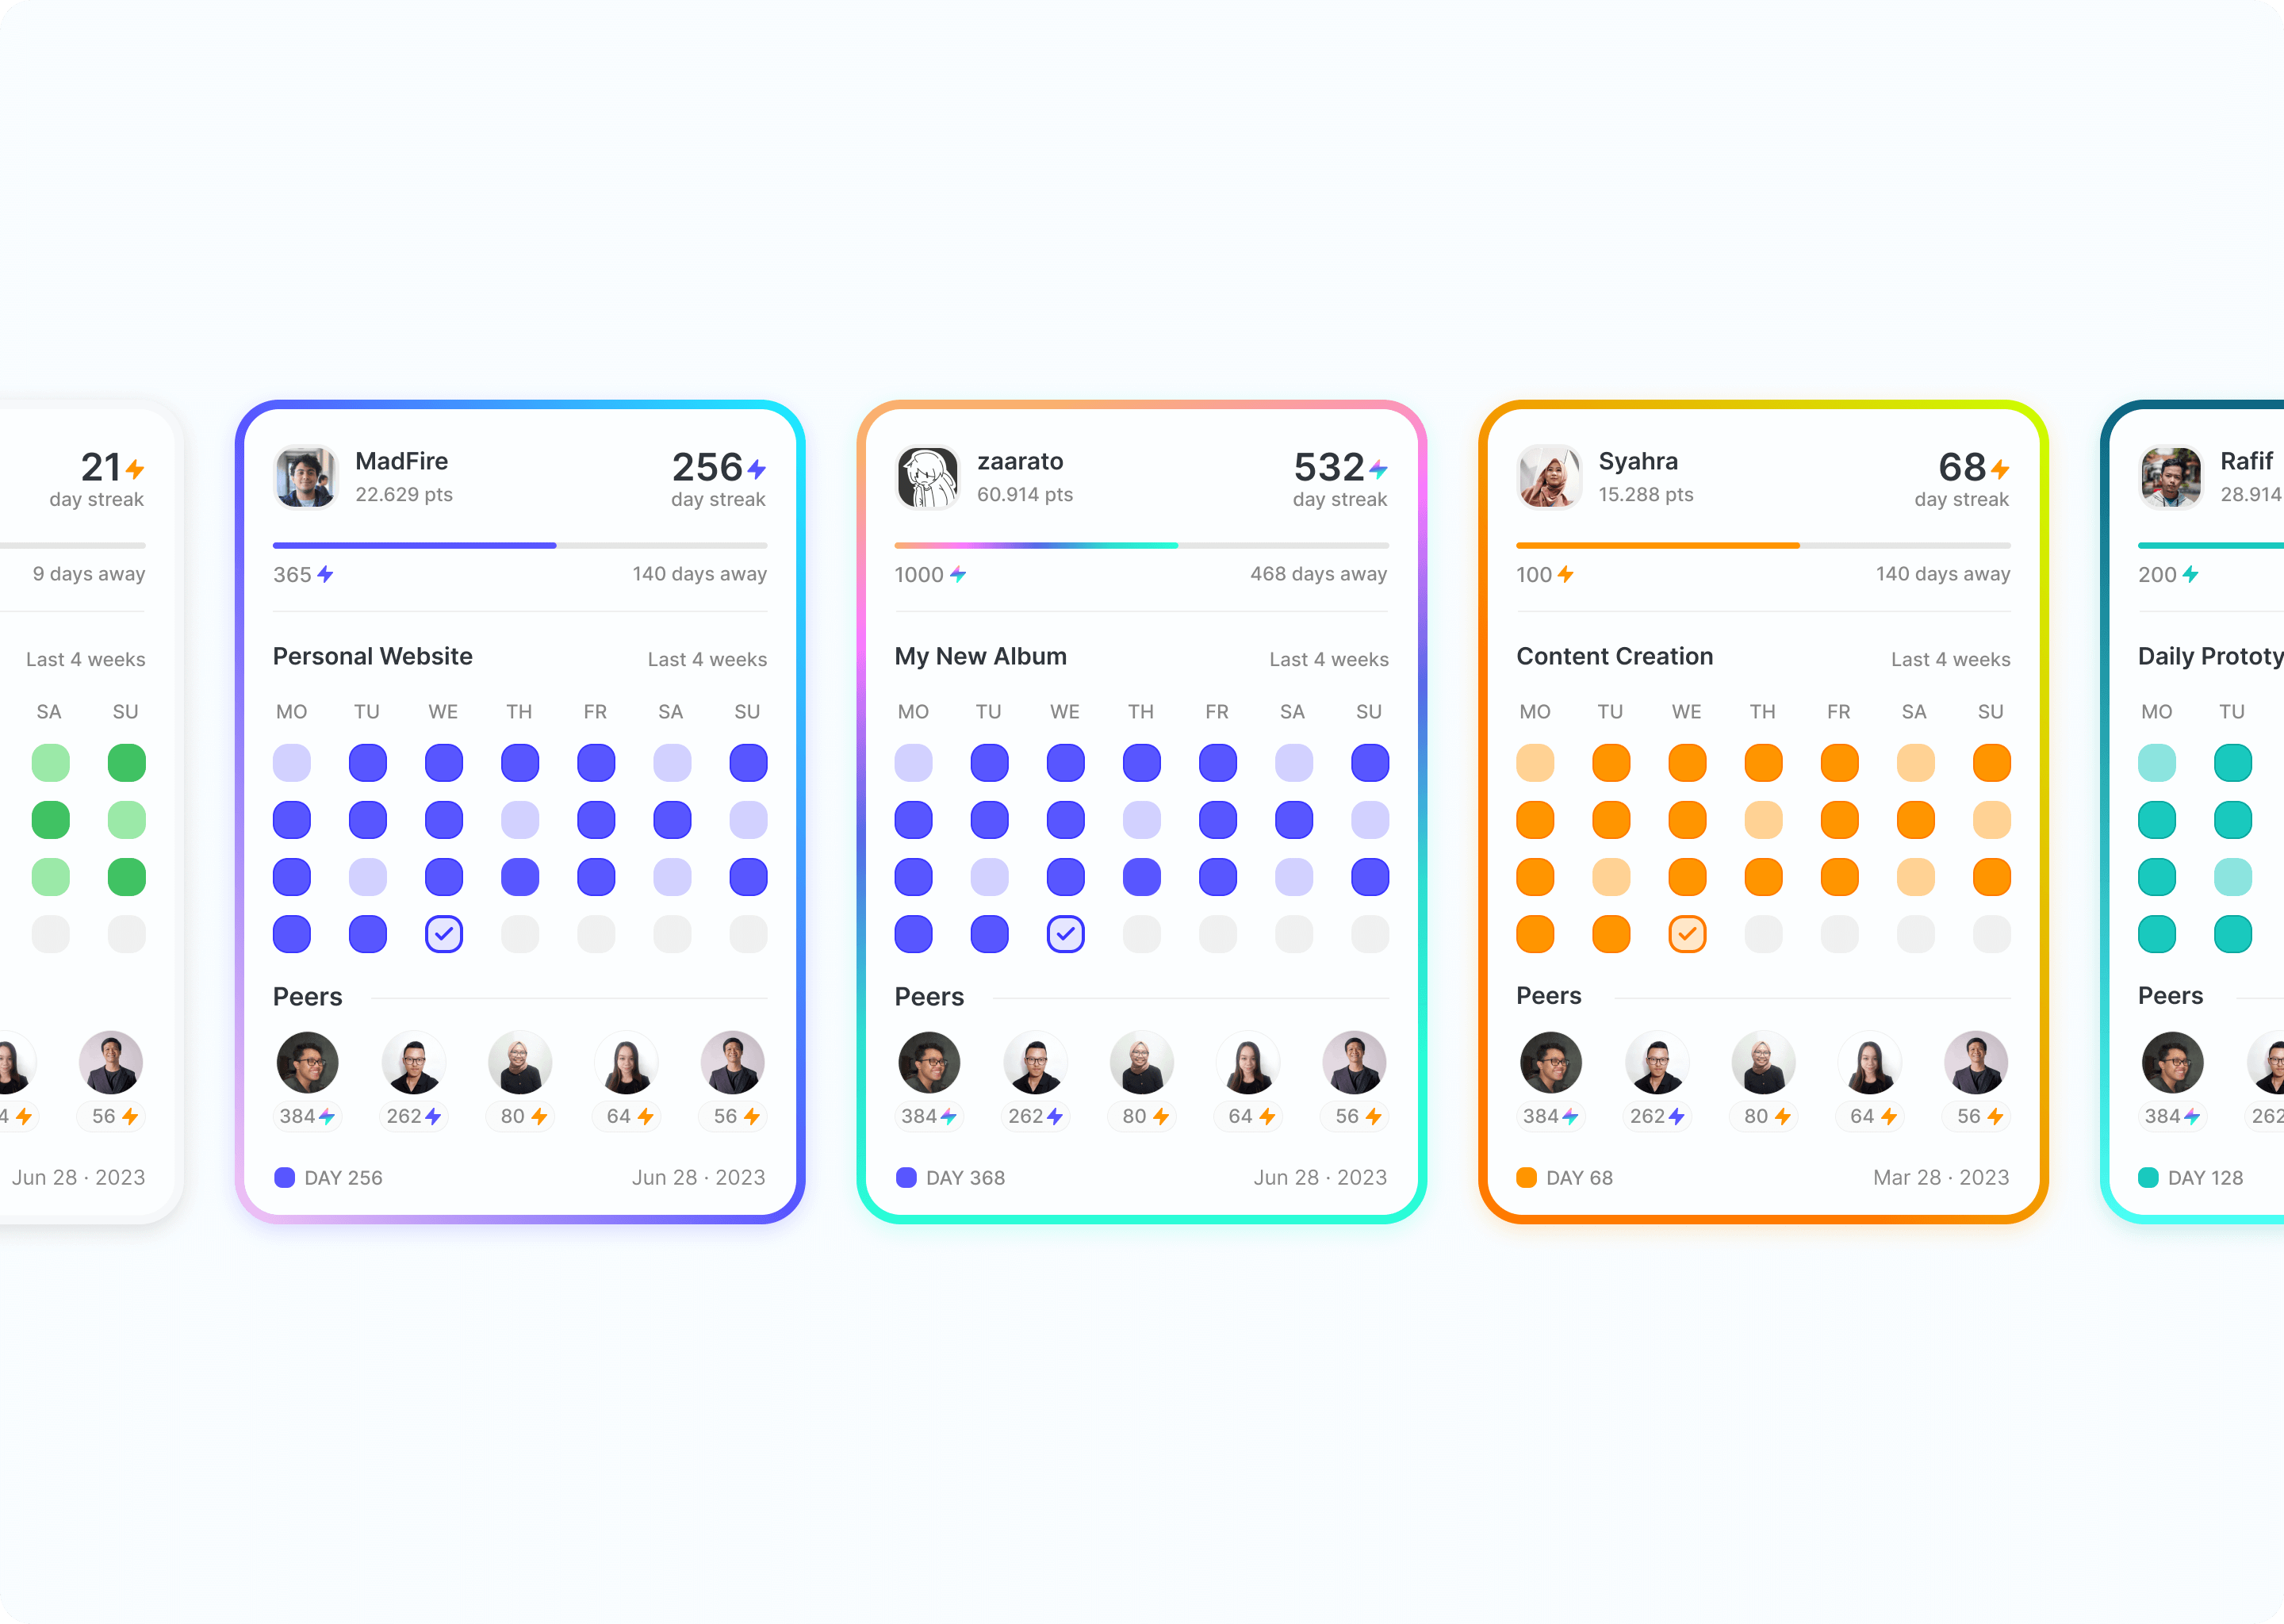 21
day streak
9 days away
Last 4 weeks
SA SU
56
Jun 28 · 2023
MadFire
22.629 pts
256
day streak
365
140 days away
Personal Website
Last 4 weeks
MO TU WE TH FR SA SU
Peers
384 262 80 64 56
DAY 256
Jun 28 · 2023
zaarato
60.914 pts
532
day streak
1000
468 days away
My New Album
Last 4 weeks
MO TU WE TH FR SA SU
Peers
384 262 80 64 56
DAY 368
Jun 28 · 2023
Syahra
15.288 pts
68
day streak
100
140 days away
Content Creation
Last 4 weeks
MO TU WE TH FR SA SU
Peers
384 262 80 64 56
DAY 68
Mar 28 · 2023
Rafif
28.914
200
Daily Prototy
MO TU
Peers
384 262
DAY 128